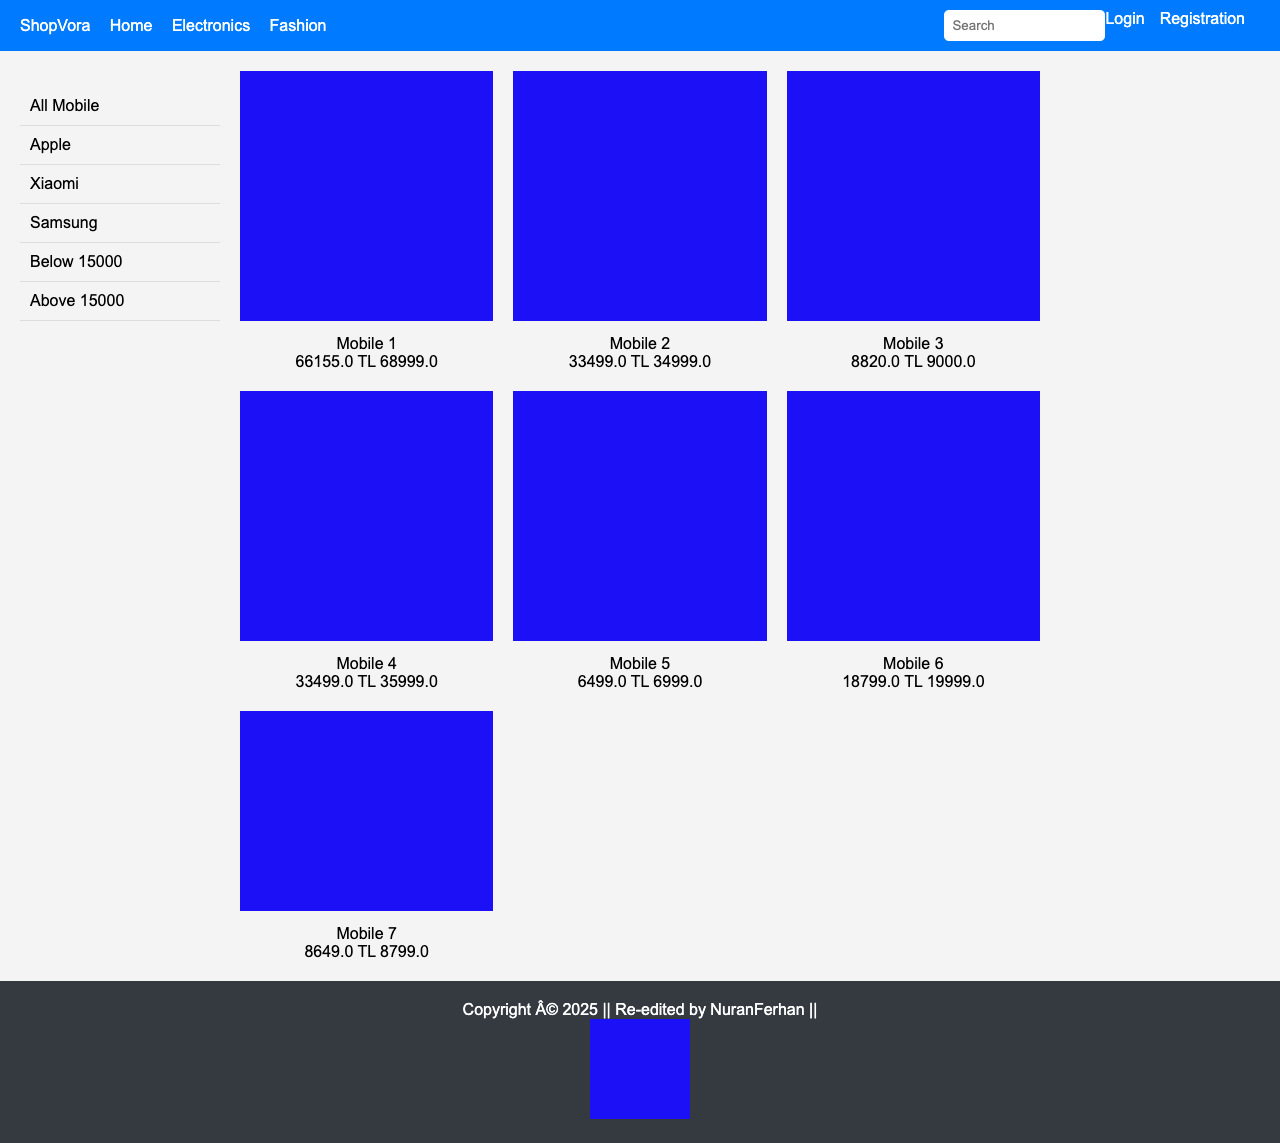 ShopVora Home Electronics Fashion Search Login Registration
All Mobile
Apple
Xiaomi
Samsung
Below 15000
Above 15000
Mobile 1
66155.0 TL 68999.0
Mobile 2
33499.0 TL 34999.0
Mobile 3
8820.0 TL 9000.0
Mobile 4
33499.0 TL 35999.0
Mobile 5
6499.0 TL 6999.0
Mobile 6
18799.0 TL 19999.0
Mobile 7
8649.0 TL 8799.0
Copyright Â© 2025 || Re-edited by NuranFerhan ||